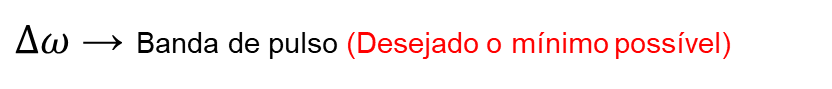 Δω → Banda de pulso (Desejado o mínimo possível)